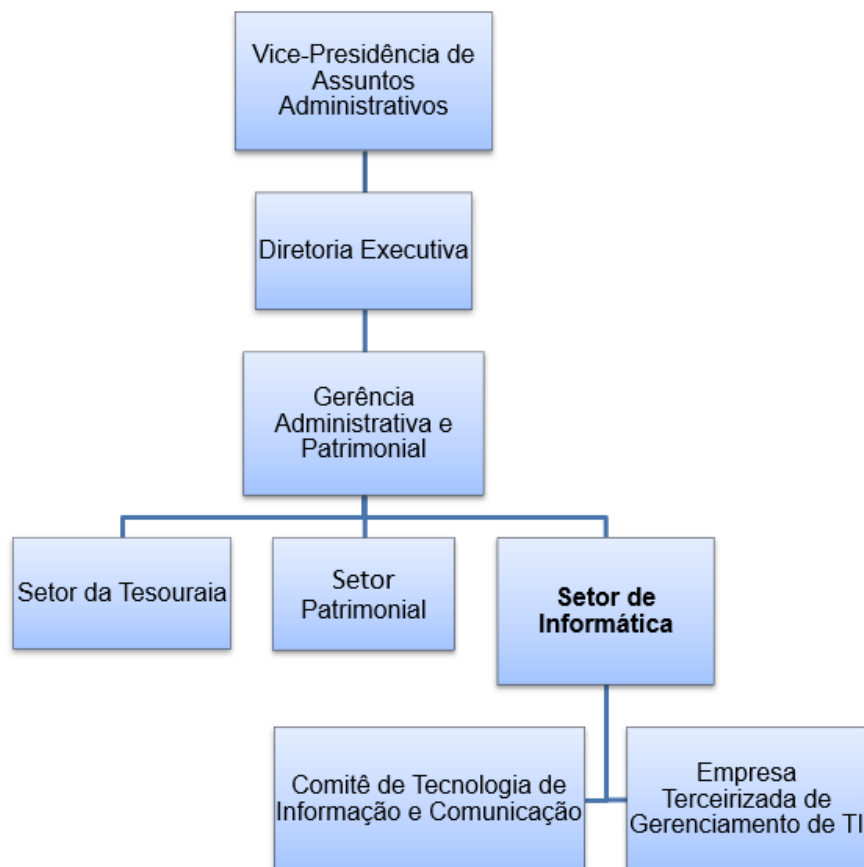 Vice-Presidência de
Assuntos
Administrativos
Diretoria Executiva
Gerência
Administrativa e
Patrimonial
Setor da Tesouraia
Setor
Patrimonial
Setor de
Informática
Comitê de Tecnologia de
Informação e Comunicação
Empresa
Terceirizada de
Gerenciamento de TI